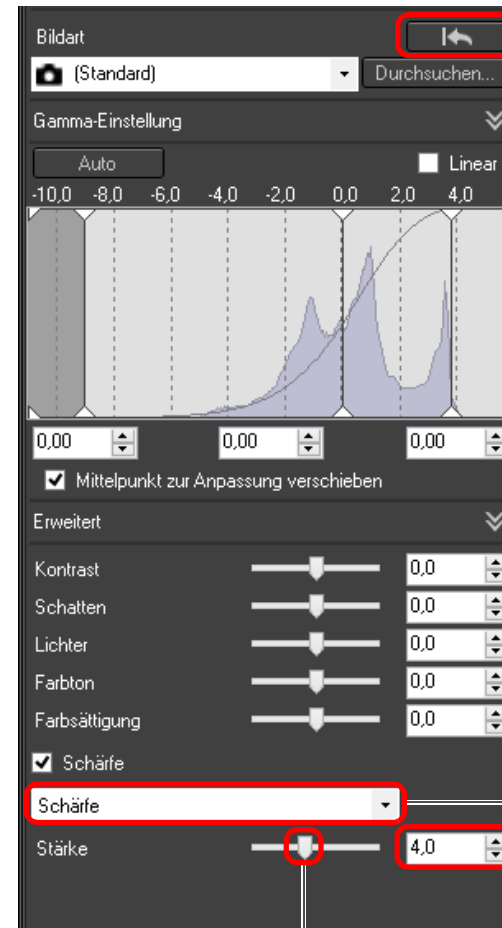 Bildart
(Standard) Durchsuchen...
Gamma-Einstellung
Auto Linear
-10,0 -8,0 -6,0 -4,0 -2,0 0,0 2,0 4,0
0,00 0,00 0,00
Mittelpunkt zur Anpassung verschieben
Erweitert
Kontrast 0,0
Schatten 0,0
Lichter 0,0
Farbton 0,0
Farbsättigung 0,0
Schärfe
Schärfe
Stärke 4,0